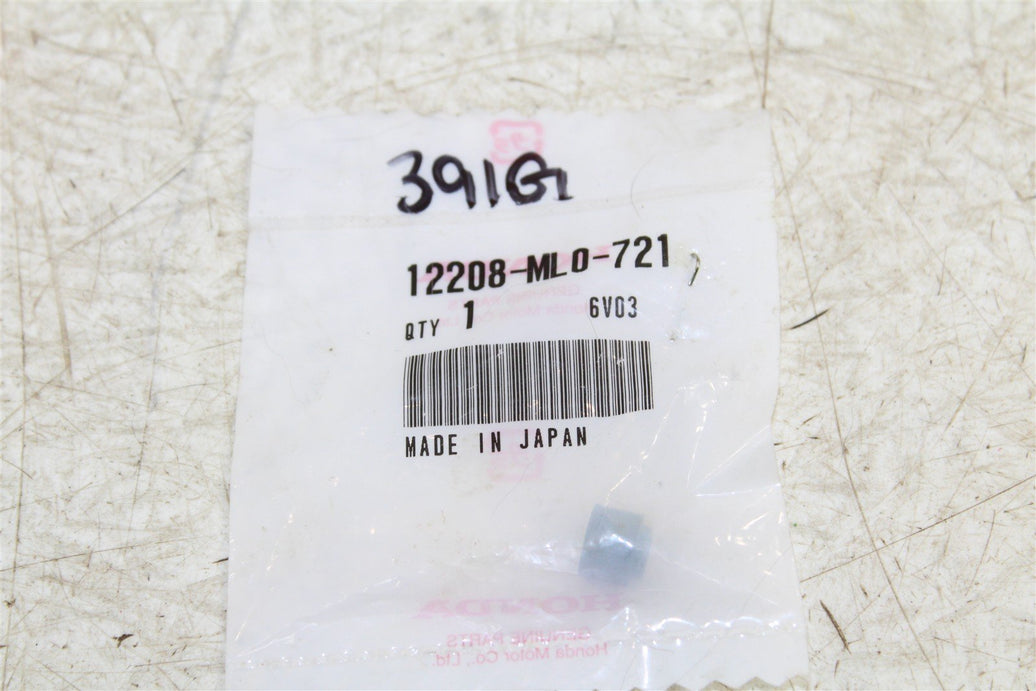 391G
12208-ML0-721
QTY 1 6V03
MADE IN JAPAN
HONDA
GENUINE PARTS
Honda Motor Co., Ltd.